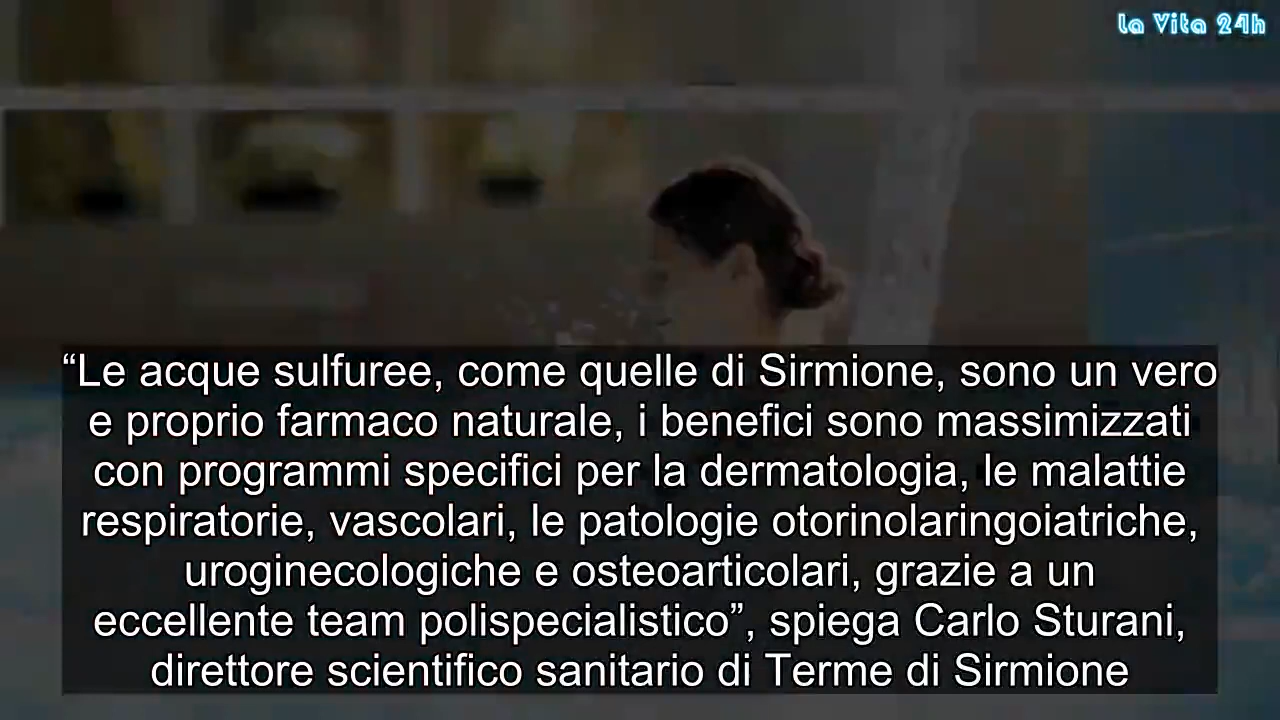 La Vita 24h
“Le acque sulfuree, come quelle di Sirmione, sono un vero
e proprio farmaco naturale, i benefici sono massimizzati
con programmi specifici per la dermatologia, le malattie
respiratorie, vascolari, le patologie otorinolaringoiatriche,
uroginecologiche e osteoarticolari, grazie a un
eccellente team polispecialistico”, spiega Carlo Sturani,
direttore scientifico sanitario di Terme di Sirmione